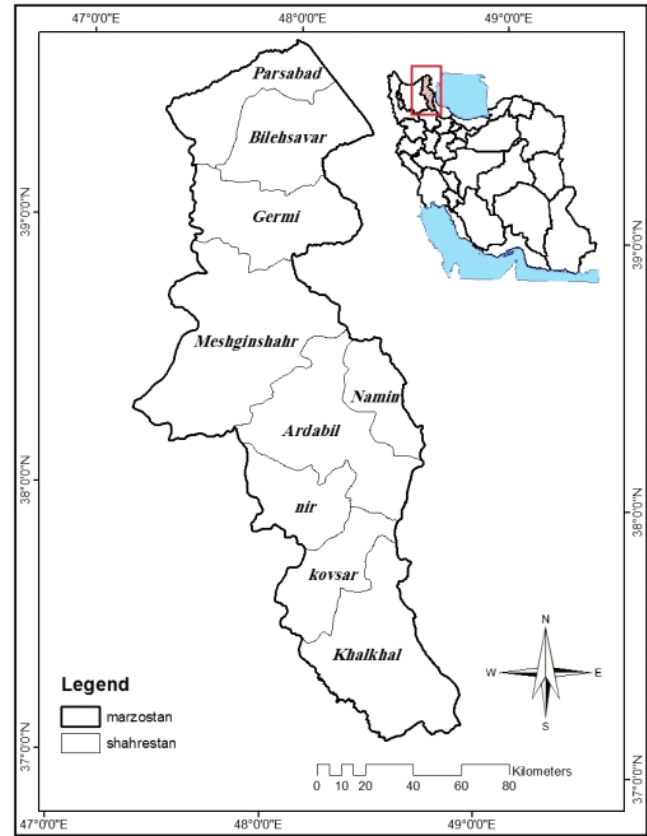 47°0'0"E 48°0'0"E 49°0'0"E
Parsabad
Bilehsavar
Germi
39°0'0"N
39°0'0"N
Meshginshahr
Namin
Ardabil
38°0'0"N
38°0'0"N
nir
kovsar
Khalkhal
N
W E
S
Legend
marzostan
shahrestan
37°0'0"N
37°0'0"N
Kilometers
0 10 20 40 60 80
47°0'0"E 48°0'0"E 49°0'0"E